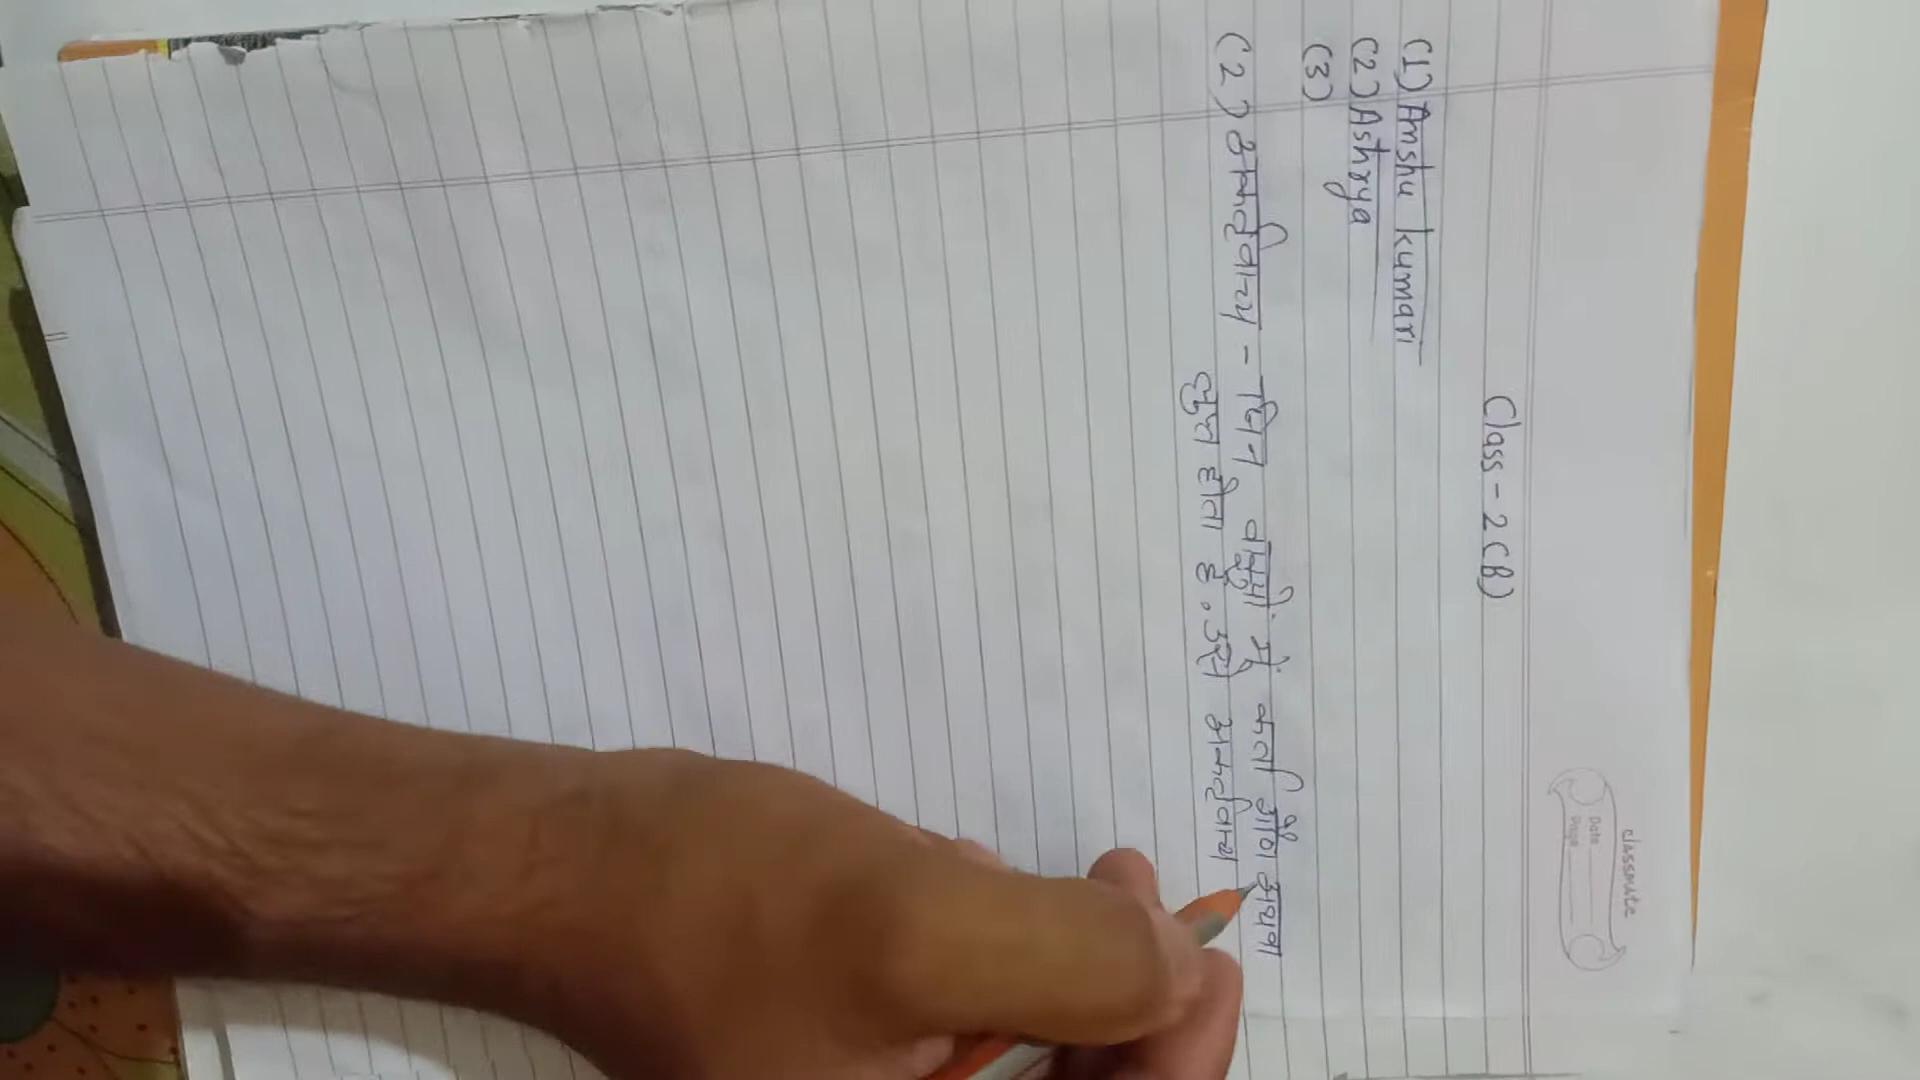 classmate
Date
Page
Class - 2(B)
(1) Amshu kumari
(2) Ashrya
(3)
(2) अकर्तृवाच्य - जिन वाक्यों में कर्ता गौण अथवा
लुप्त होता है. उसे अकर्तृवाच्य